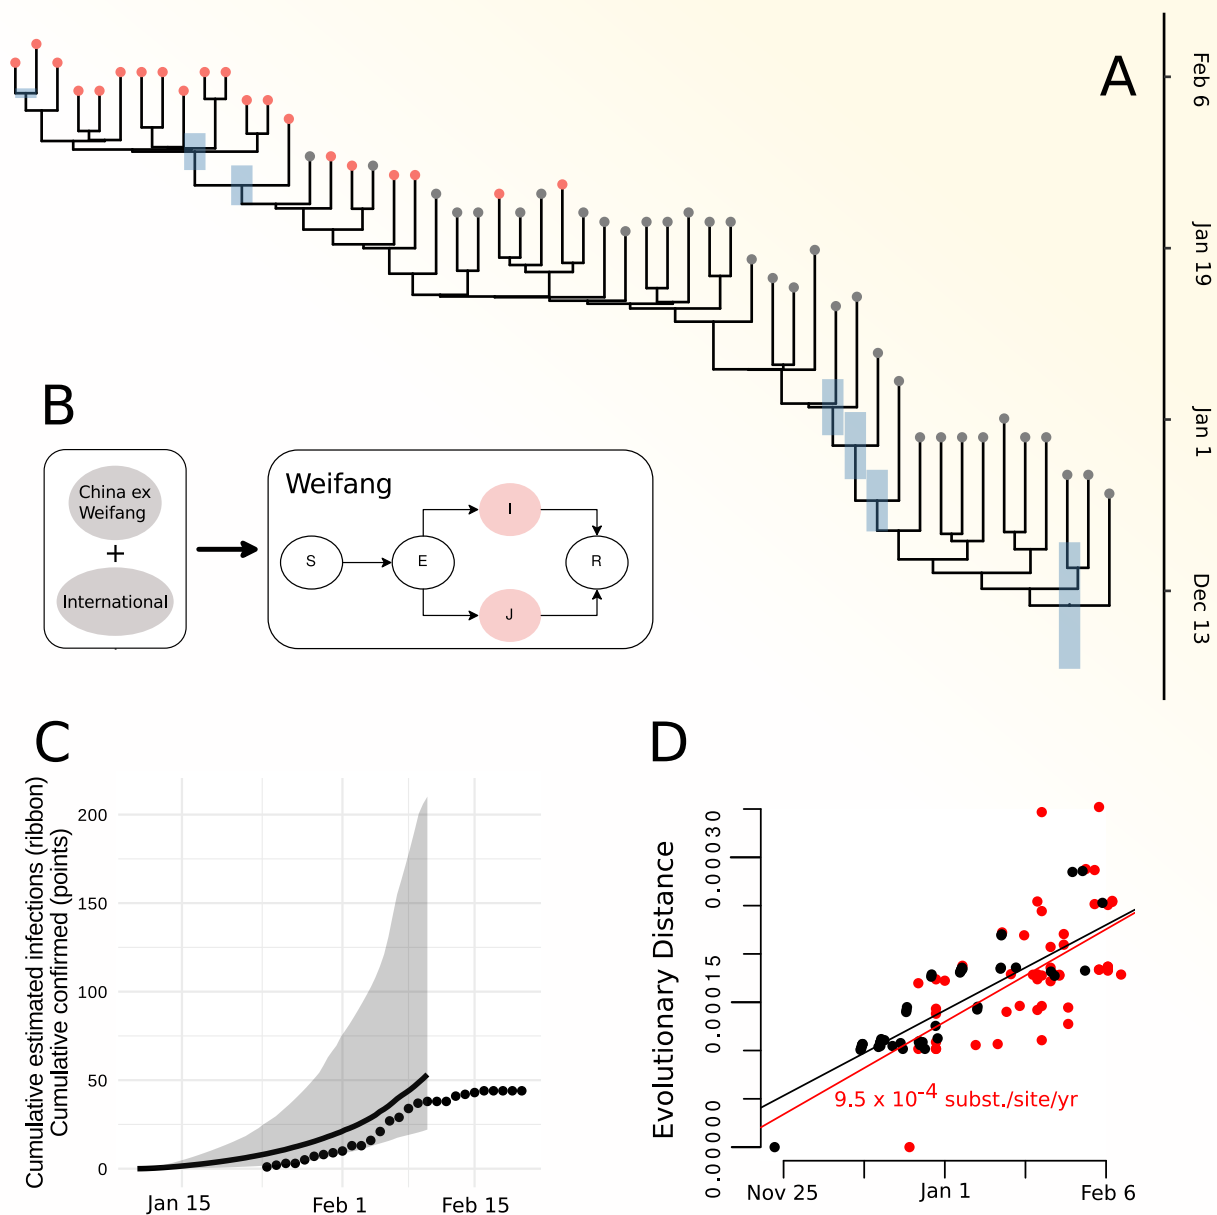 A
Feb 6
Jan 19
Jan 1
Dec 13
B
China ex
Weifang
+
International
Weifang
S
E
I
J
R
C
Cumulative estimated infections (ribbon)
Cumulative confirmed (points)
200
150
100
50
0
Jan 15
Feb 1
Feb 15
D
Evolutionary Distance
0.00030
0.00015
0.00000
9.5 x 10-4 subst./site/yr
Nov 25
Jan 1
Feb 6